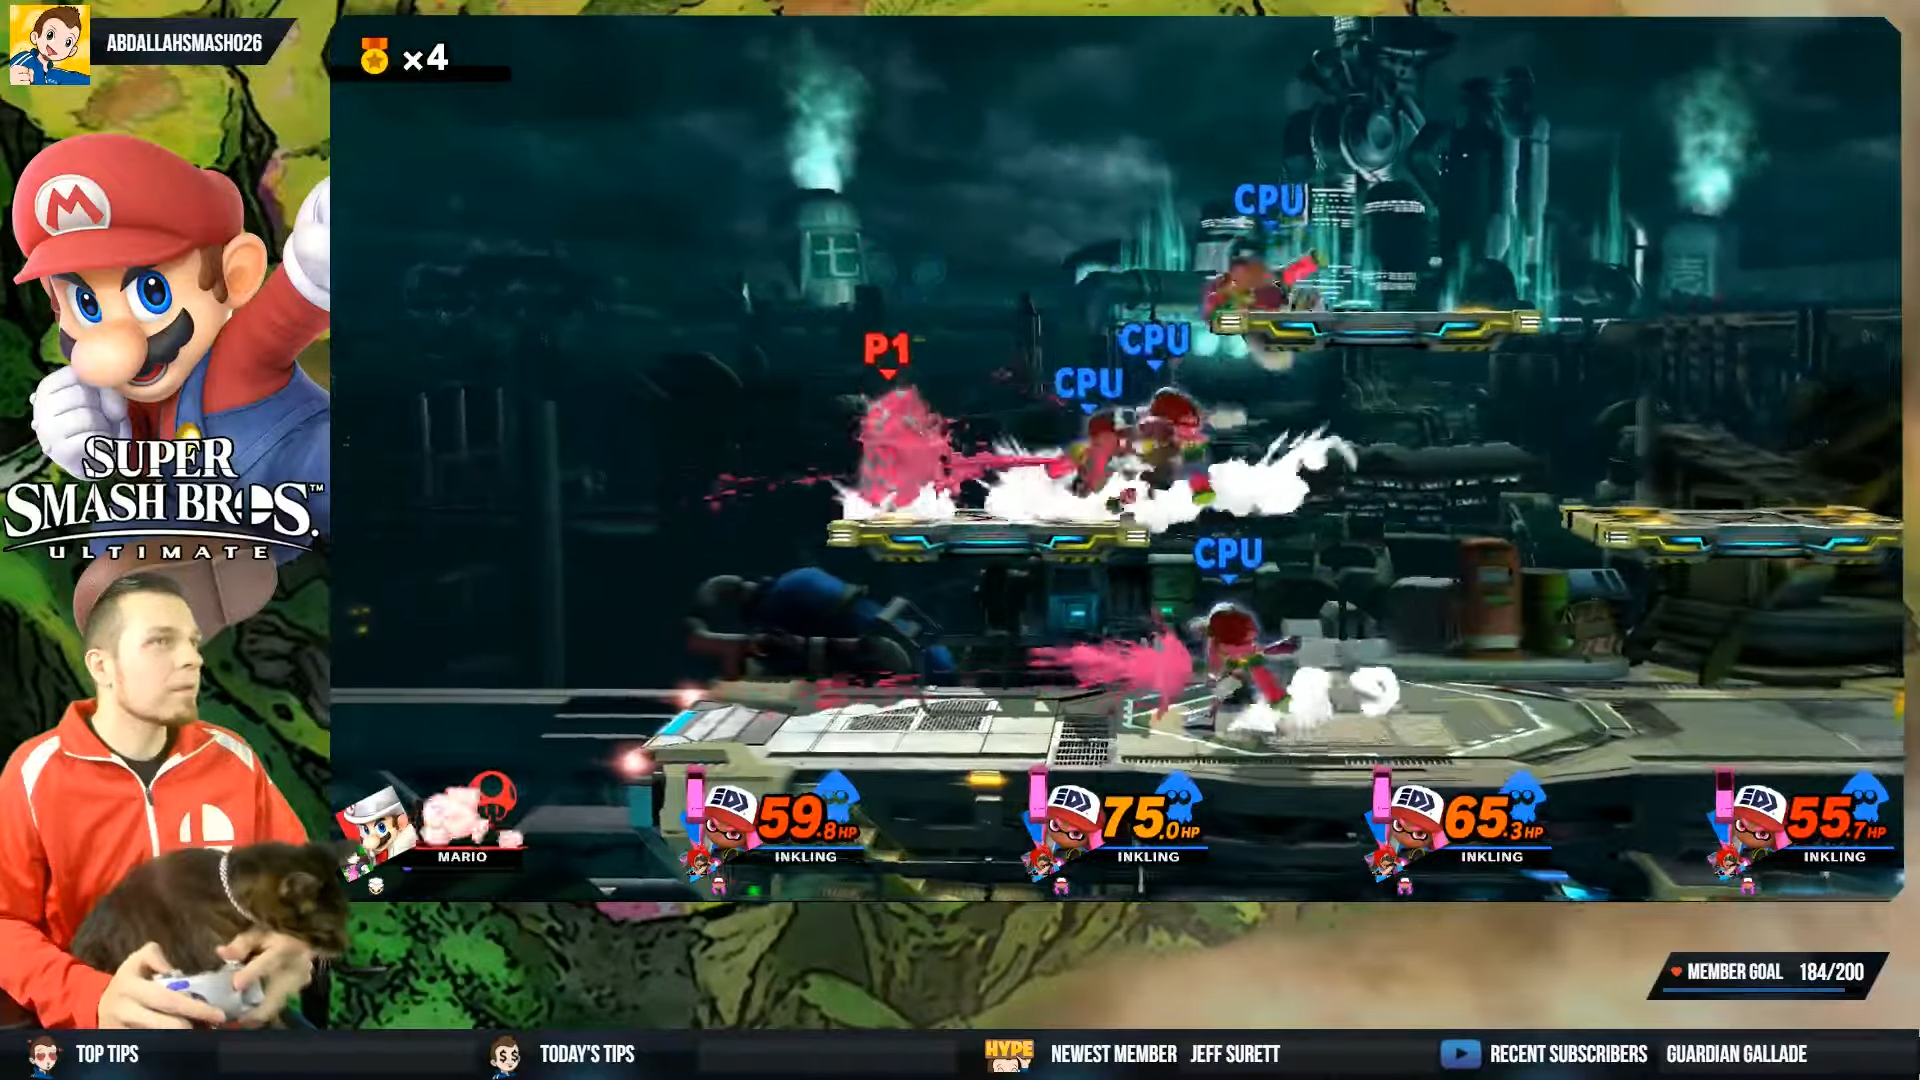 ABDALLAHSMASH026
x4
M
CPU
CPU
P1
CPU
SUPER
SMASH BROS.™
ULTIMATE
CPU
MARIO
59.8HP
INKLING
75.0HP
INKLING
65.3HP
INKLING
55.7HP
INKLING
MEMBER GOAL 184/200
TOP TIPS
TODAY'S TIPS
HYPE
NEWEST MEMBER JEFF SURETT
RECENT SUBSCRIBERS GUARDIAN GALLADE